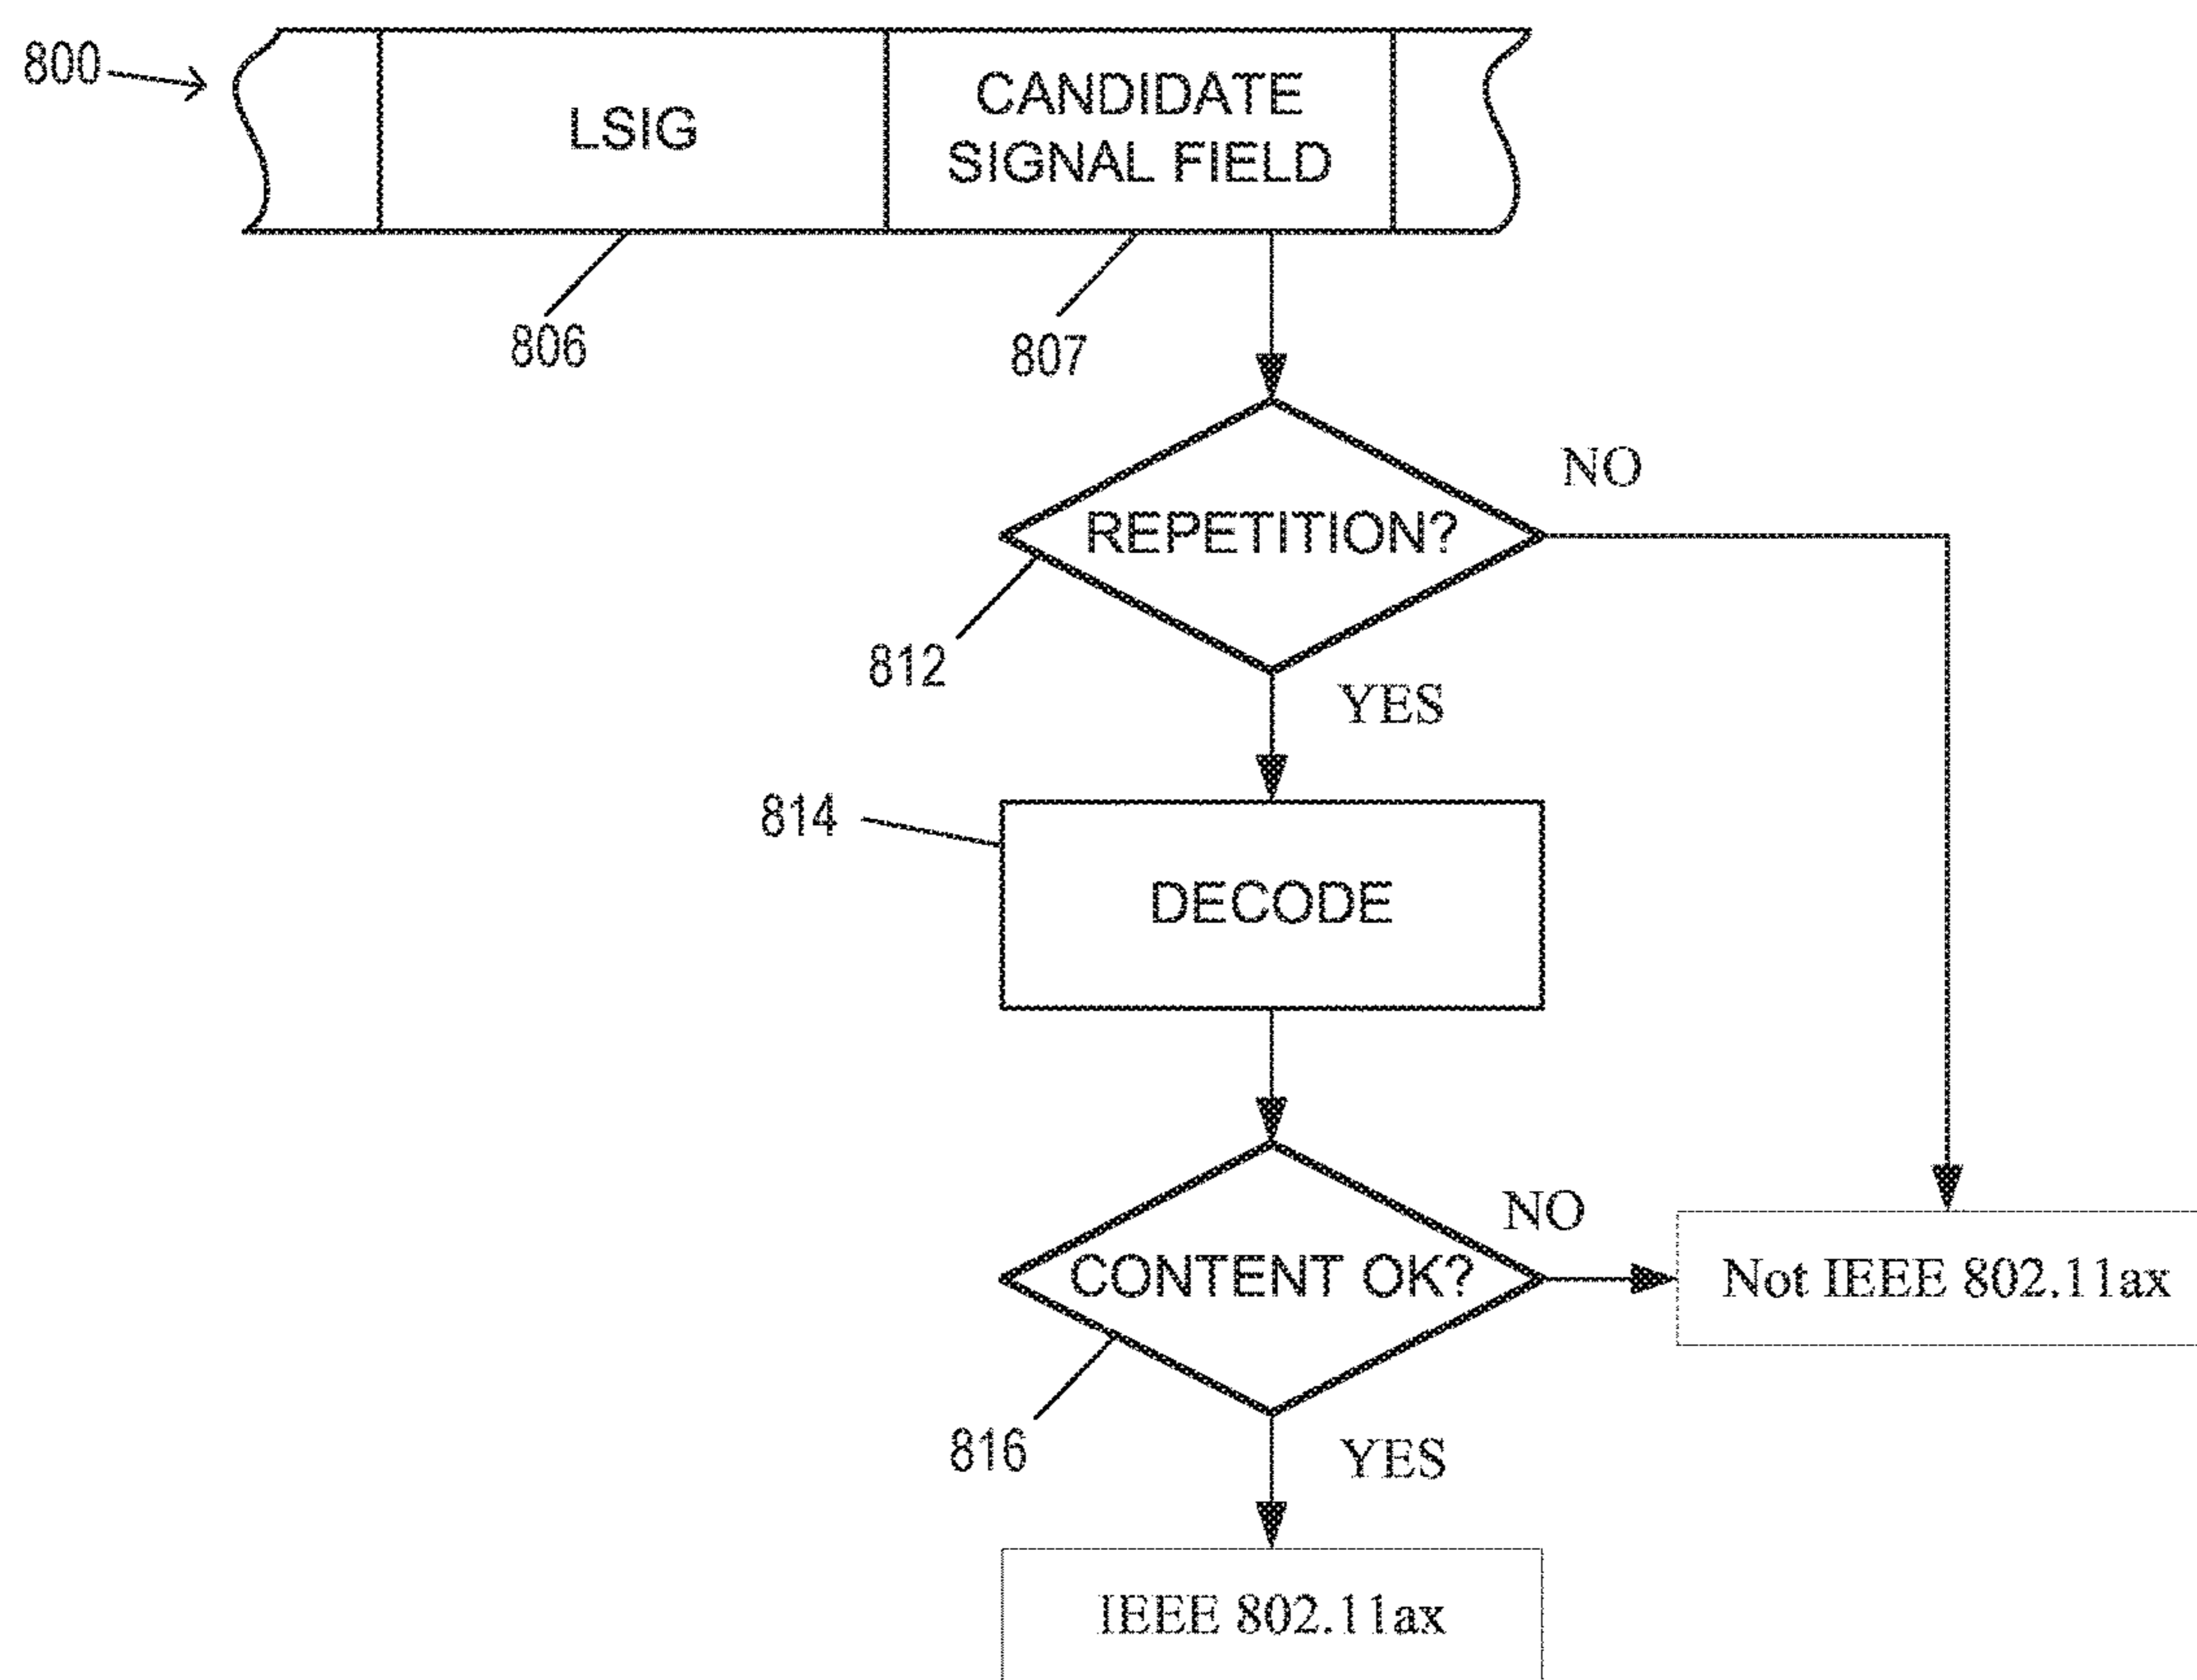 800
LSIG
CANDIDATE
SIGNAL FIELD
806
807
REPETITION?
NO
812
YES
814
DECODE
CONTENT OK?
NO
Not IEEE 802.11ax
816
YES
IEEE 802.11ax